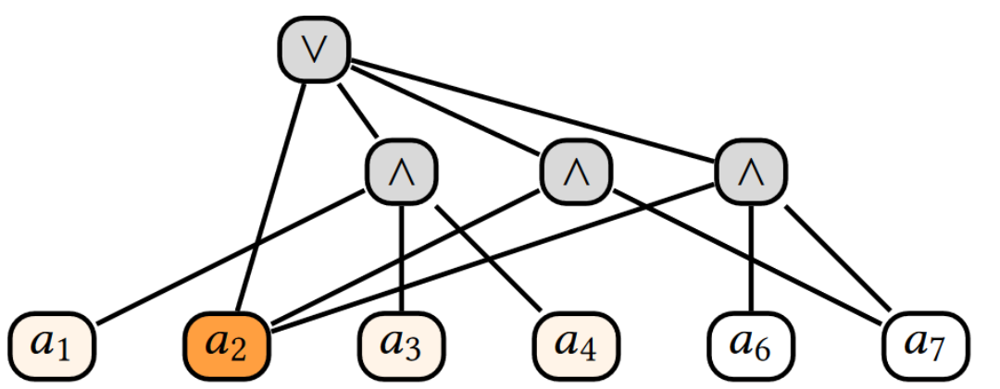 ∨
∧ ∧ ∧
a₁ a₂ a₃ a₄ a₆ a₇